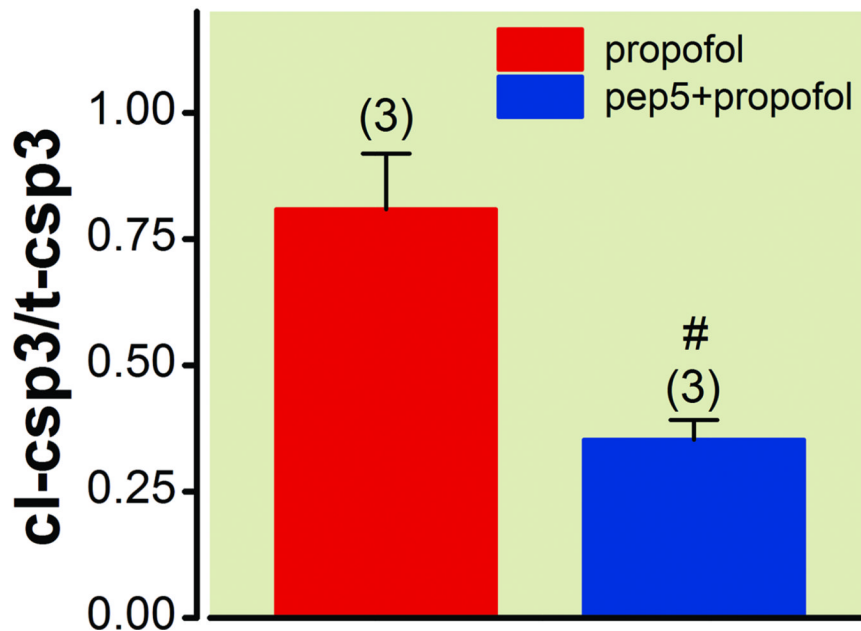 propofol
pep5+propofol
cl-csp3/t-csp3
1.00
0.75
0.50
0.25
0.00
(3)
#
(3)